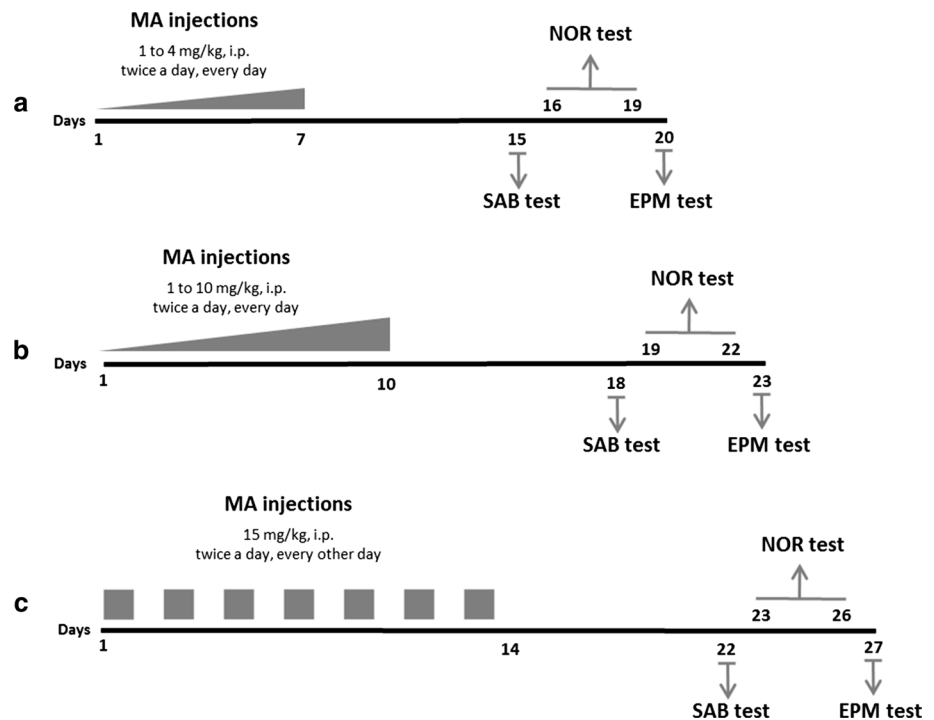 MA injections
1 to 4 mg/kg, i.p.
twice a day, every day
NOR test
a
16 19
Days
1 7 15 20
SAB test EPM test
MA injections
1 to 10 mg/kg, i.p.
twice a day, every day
NOR test
b
19 22
Days
1 10 18 23
SAB test EPM test
MA injections
15 mg/kg, i.p.
twice a day, every other day
NOR test
c
23 26
Days
1 14 22 27
SAB test EPM test